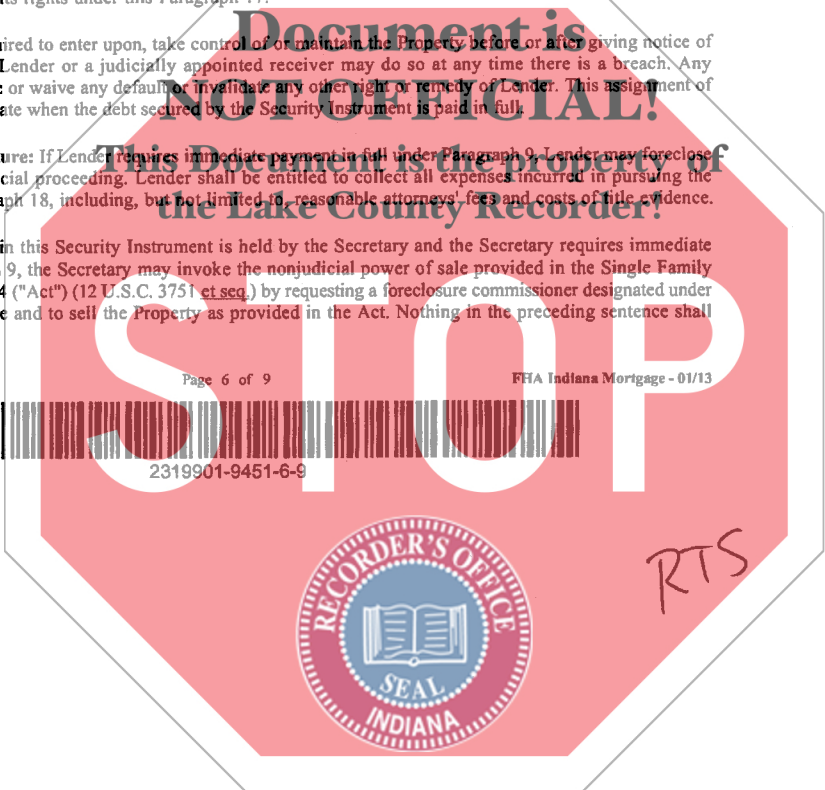 its rights under this Paragraph 17.
Document is
ired to enter upon, take control of or maintain the Property before or after giving notice of
Lender or a judicially appointed receiver may do so at any time there is a breach. Any
or waive any default or invalidate any other right or remedy of Lender. This assignment of
NOT OFFICIAL!
ate when the debt secured by the Security Instrument is paid in full.
ure: If Lender requires immediate payment in full under Paragraph 9, Lender may foreclose
This Document is the property of
cial proceeding. Lender shall be entitled to collect all expenses incurred in pursuing the
aph 18, including, but not limited to, reasonable attorneys' fees and costs of title evidence.
the Lake County Recorder!
in this Security Instrument is held by the Secretary and the Secretary requires immediate
9, the Secretary may invoke the nonjudicial power of sale provided in the Single Family
4 ("Act") (12 U.S.C. 3751 et seq.) by requesting a foreclosure commissioner designated under
e and to sell the Property as provided in the Act. Nothing in the preceding sentence shall
STOP
Page 6 of 9
FHA Indiana Mortgage - 01/13
2319901-9451-6-9
RTS
RECORDER'S OFFICE
SEAL
INDIANA